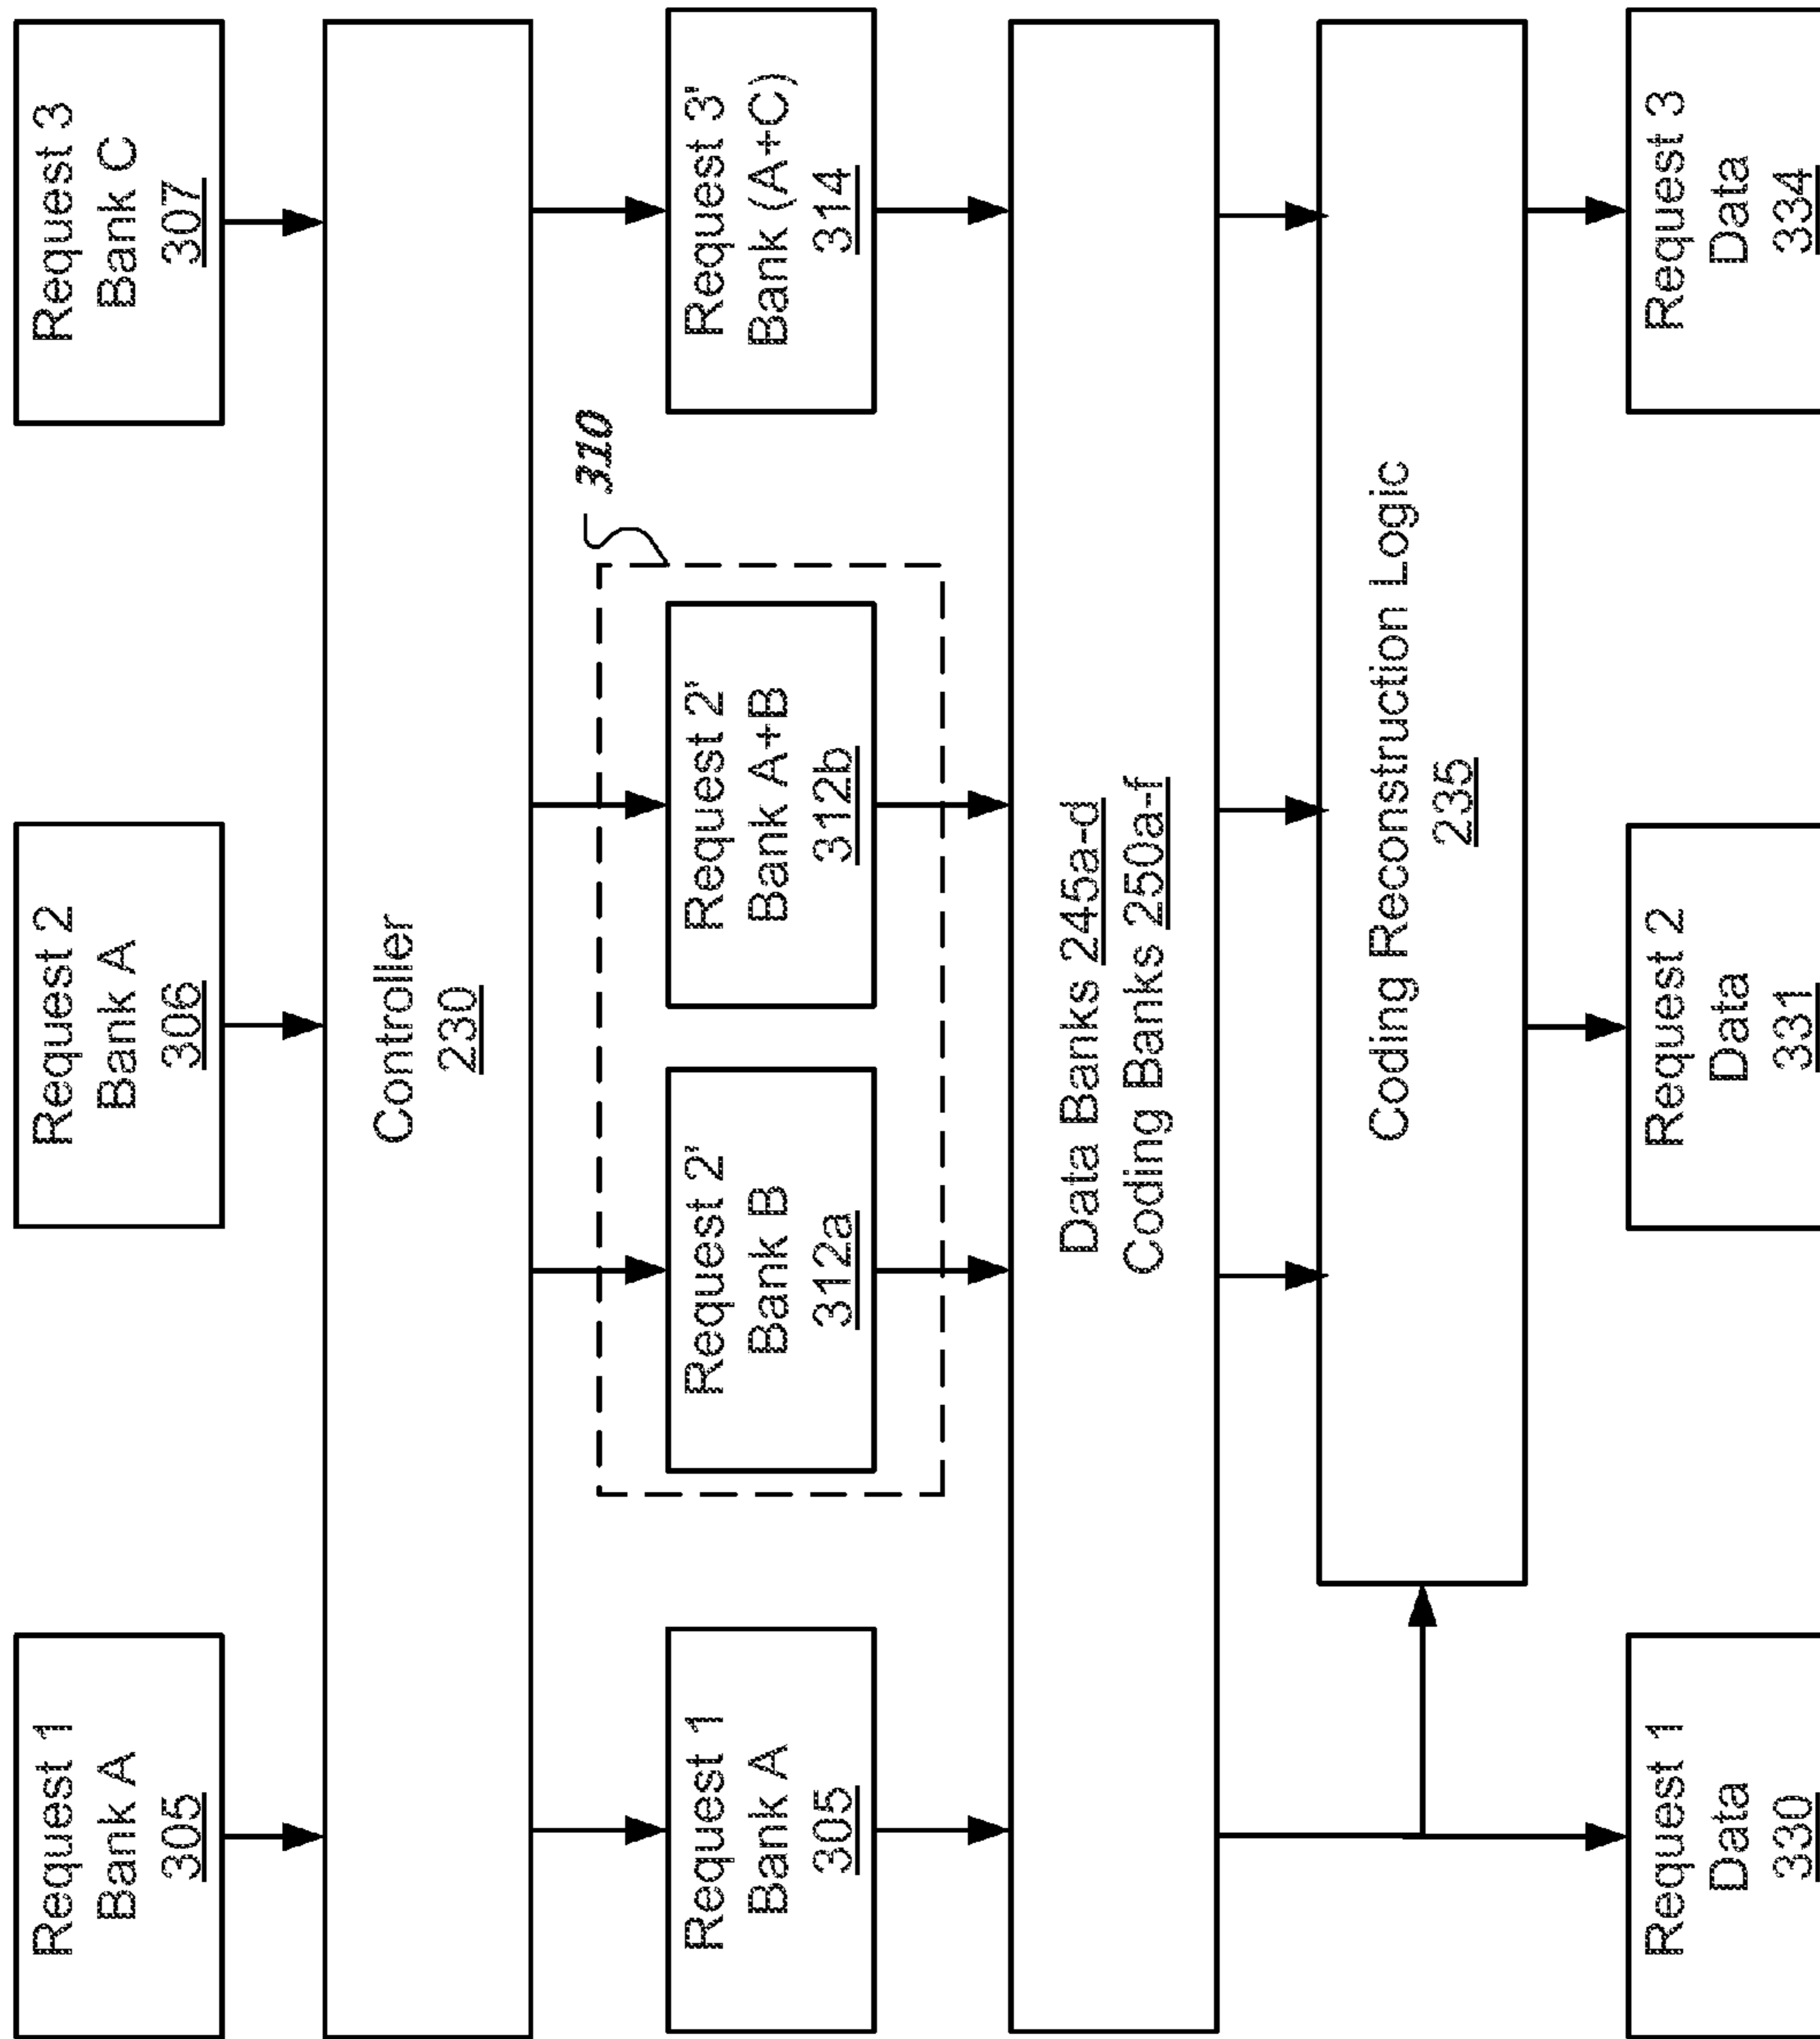 Request 1
Bank A
305
Request 2
Bank A
306
Request 3
Bank C
307
Controller
230
310
Request 1
Bank A
305
Request 2'
Bank B
312a
Request 2'
Bank A+B
312b
Request 3'
Bank (A+C)
314
Data Banks 245a-d
Coding Banks 250a-f
Coding Reconstruction Logic
235
Request 1
Data
330
Request 2
Data
331
Request 3
Data
334